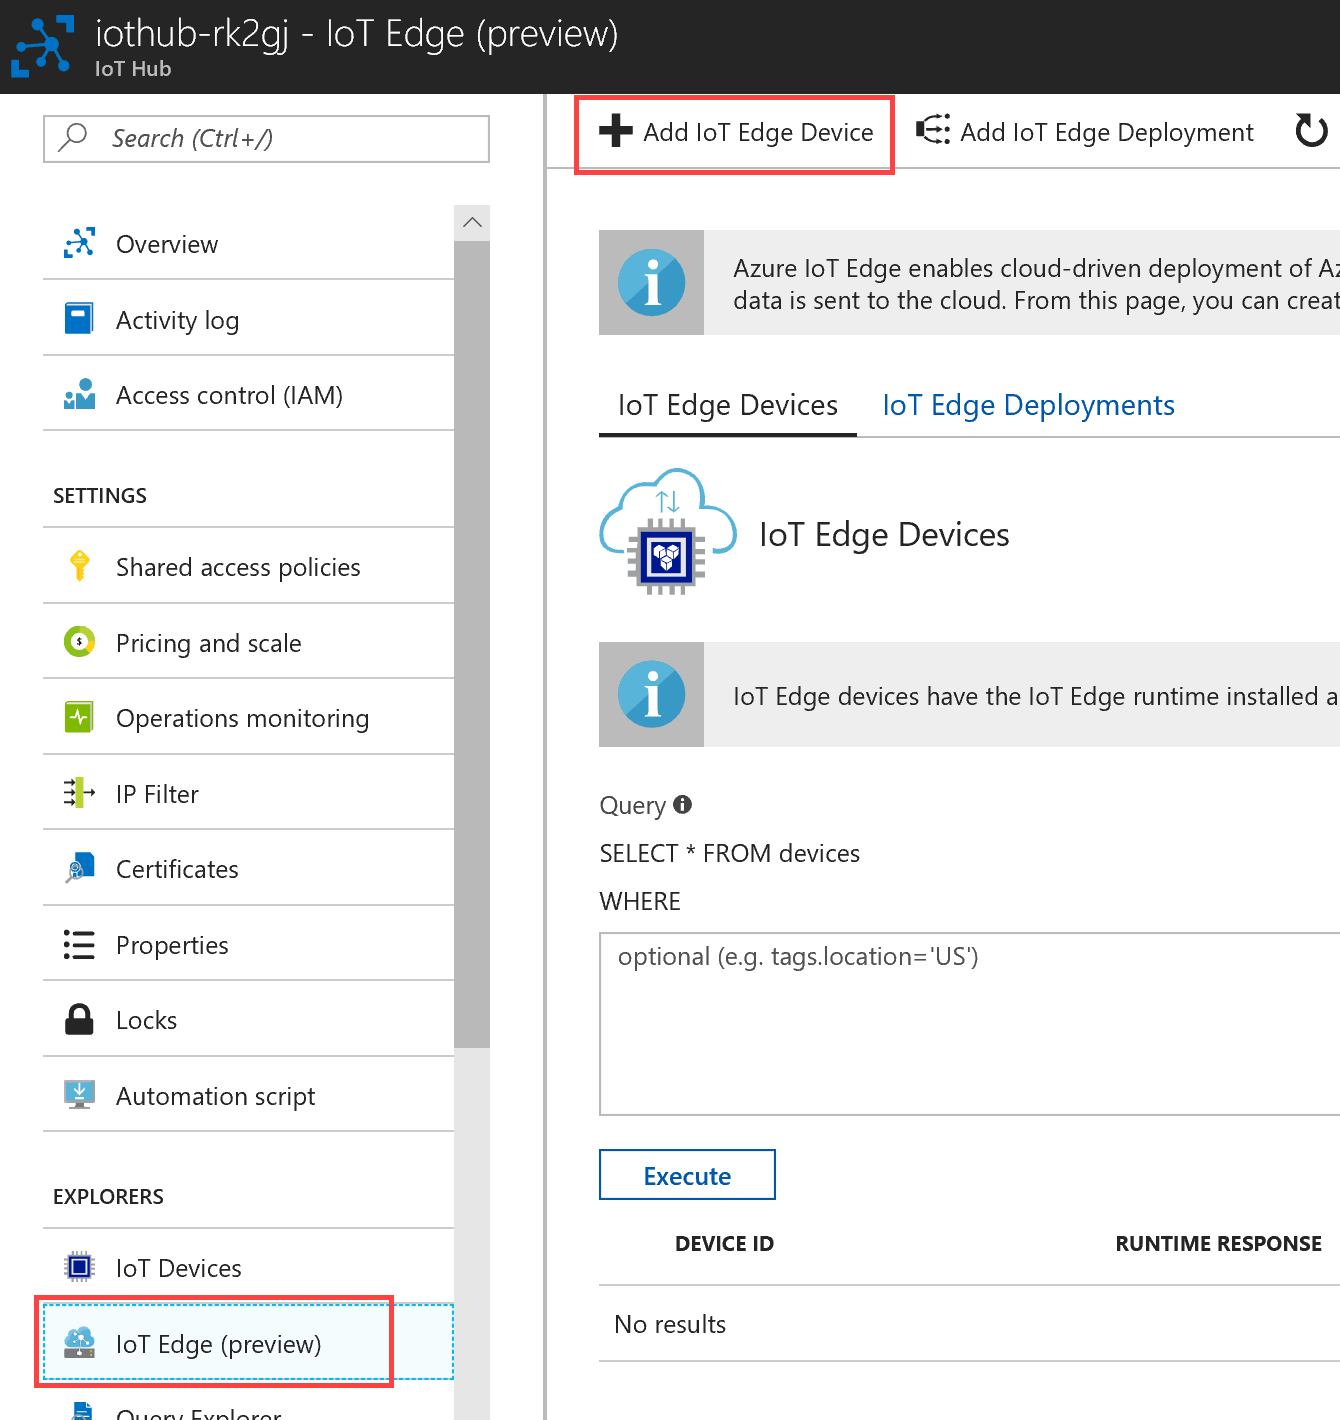 iothub-rk2gj - IoT Edge (preview)
IoT Hub
Search (Ctrl+/)
Overview
Activity log
Access control (IAM)
SETTINGS
Shared access policies
Pricing and scale
Operations monitoring
IP Filter
Certificates
Properties
Locks
Automation script
EXPLORERS
IoT Devices
IoT Edge (preview)
Query Explorer
Add IoT Edge Device
Add IoT Edge Deployment
Azure IoT Edge enables cloud-driven deployment of Az
data is sent to the cloud. From this page, you can creat
IoT Edge Devices
IoT Edge Deployments
IoT Edge Devices
IoT Edge devices have the IoT Edge runtime installed a
Query
SELECT * FROM devices
WHERE
optional (e.g. tags.location='US')
Execute
DEVICE ID
RUNTIME RESPONSE
No results